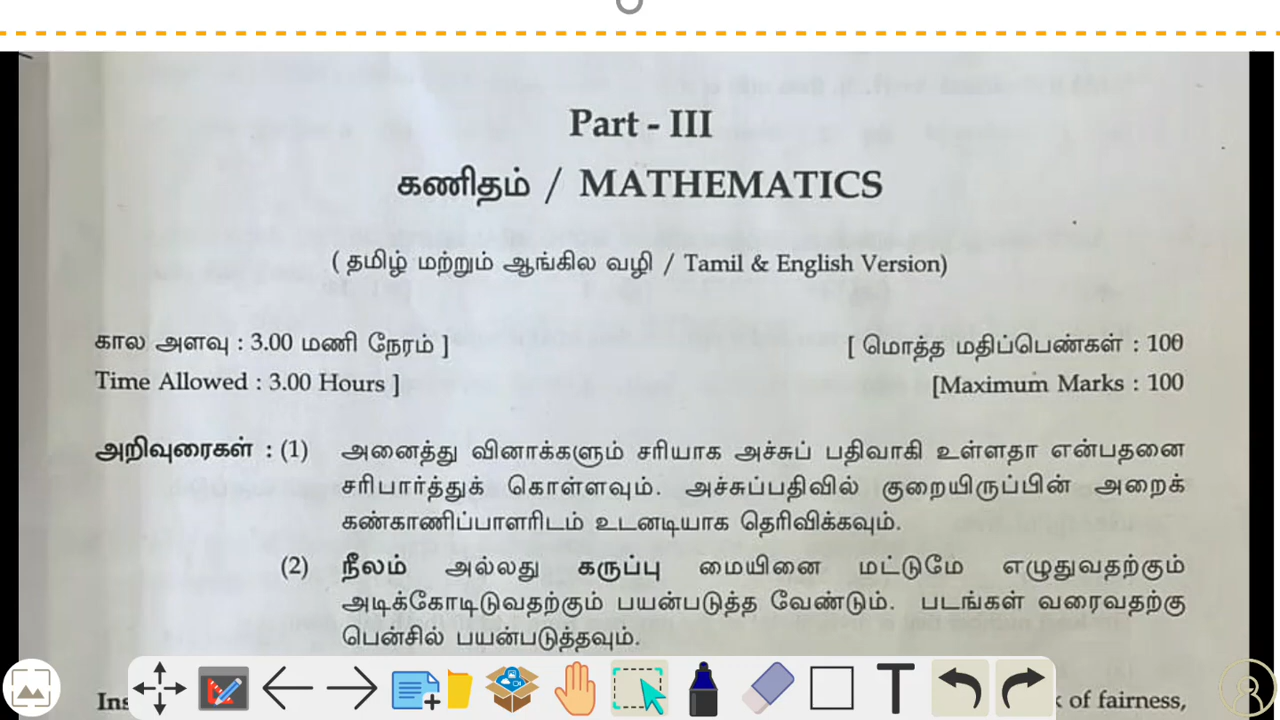 Part - III
கணிதம் / MATHEMATICS
( தமிழ் மற்றும் ஆங்கில வழி / Tamil & English Version)
கால அளவு : 3.00 மணி நேரம் ] [ மொத்த மதிப்பெண்கள் : 100
Time Allowed : 3.00 Hours ] [Maximum Marks : 100
அறிவுரைகள் : (1) அனைத்து வினாக்களும் சரியாக அச்சுப் பதிவாகி உள்ளதா என்பதனை
சரிபார்த்துக் கொள்ளவும். அச்சுப்பதிவில் குறையிருப்பின் அறைக்
கண்காணிப்பாளரிடம் உடனடியாக தெரிவிக்கவும்.
(2) நீலம் அல்லது கருப்பு மையினை மட்டுமே எழுதுவதற்கும்
அடிக்கோடிடுவதற்கும் பயன்படுத்த வேண்டும். படங்கள் வரைவதற்கு
பென்சில் பயன்படுத்தவும்.
of fairness,